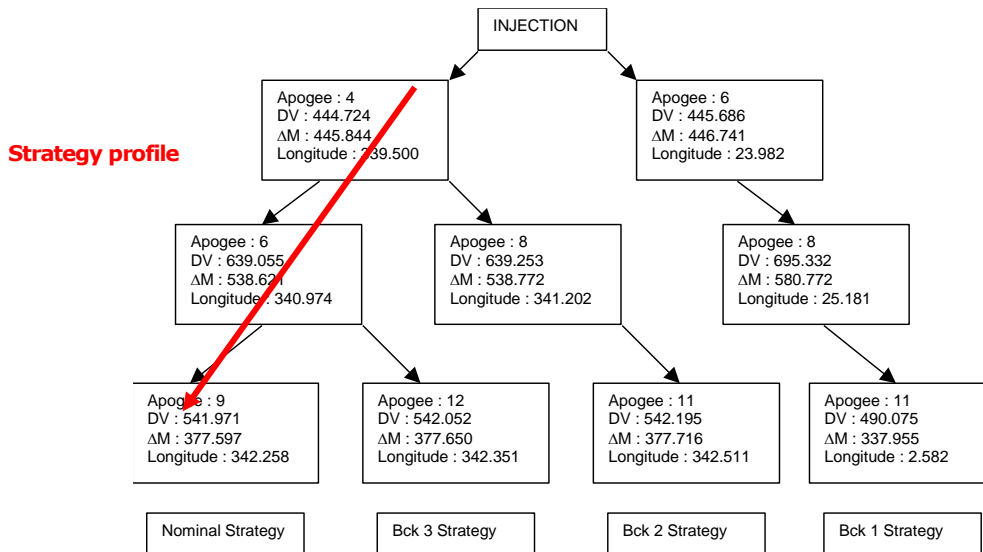 INJECTION
Apogee : 4
DV : 444.724
ΔM : 445.844
Longitude : 339.500
Apogee : 6
DV : 445.686
ΔM : 446.741
Longitude : 23.982
Strategy profile
Apogee : 6
DV : 639.055
ΔM : 538.621
Longitude : 340.974
Apogee : 8
DV : 639.253
ΔM : 538.772
Longitude : 341.202
Apogee : 8
DV : 695.332
ΔM : 580.772
Longitude : 25.181
Apogee : 9
DV : 541.971
ΔM : 377.597
Longitude : 342.258
Apogee : 12
DV : 542.052
ΔM : 377.650
Longitude : 342.351
Apogee : 11
DV : 542.195
ΔM : 377.716
Longitude : 342.511
Apogee : 11
DV : 490.075
ΔM : 337.955
Longitude : 2.582
Nominal Strategy
Bck 3 Strategy
Bck 2 Strategy
Bck 1 Strategy